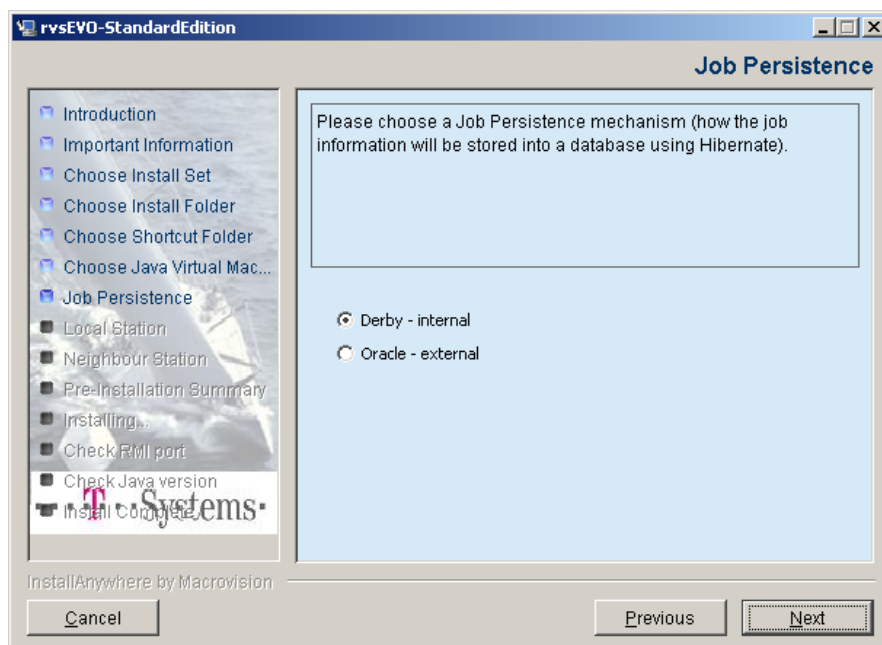 rvsEVO-StandardEdition
Job Persistence
Introduction
Important Information
Choose Install Set
Choose Install Folder
Choose Shortcut Folder
Choose Java Virtual Mac...
Job Persistence
Local Station
Neighbour Station
Pre-Installation Summary
Installing...
Check RMI port
Check Java version
Install Complete
T Systems
Please choose a Job Persistence mechanism (how the job
information will be stored into a database using Hibernate).
Derby - internal
Oracle - external
InstallAnywhere by Macrovision
Cancel
Previous
Next